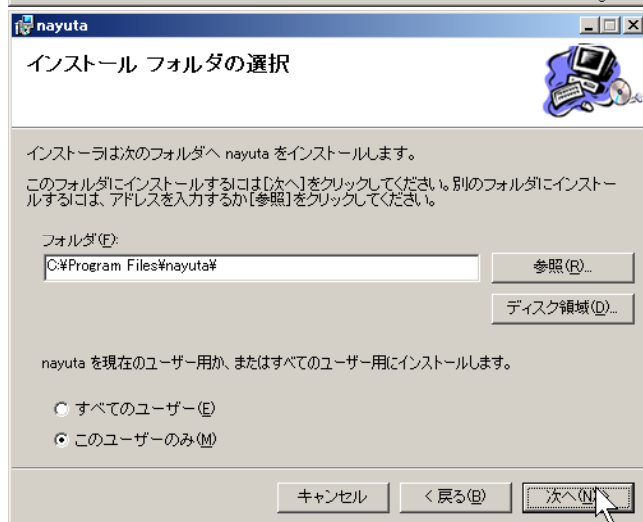 nayuta
インストール フォルダの選択
インストーラは次のフォルダへ nayuta をインストールします。
このフォルダにインストールするには[次へ]をクリックしてください。別のフォルダにインストー
ルするには、アドレスを入力するか[参照]をクリックしてください。
フォルダ(F):
C:¥Program Files¥nayuta¥
参照(R)...
ディスク領域(D)...
nayuta を現在のユーザー用か、またはすべてのユーザー用にインストールします。
すべてのユーザー(E)
このユーザーのみ(M)
キャンセル
< 戻る(B)
次へ(N)